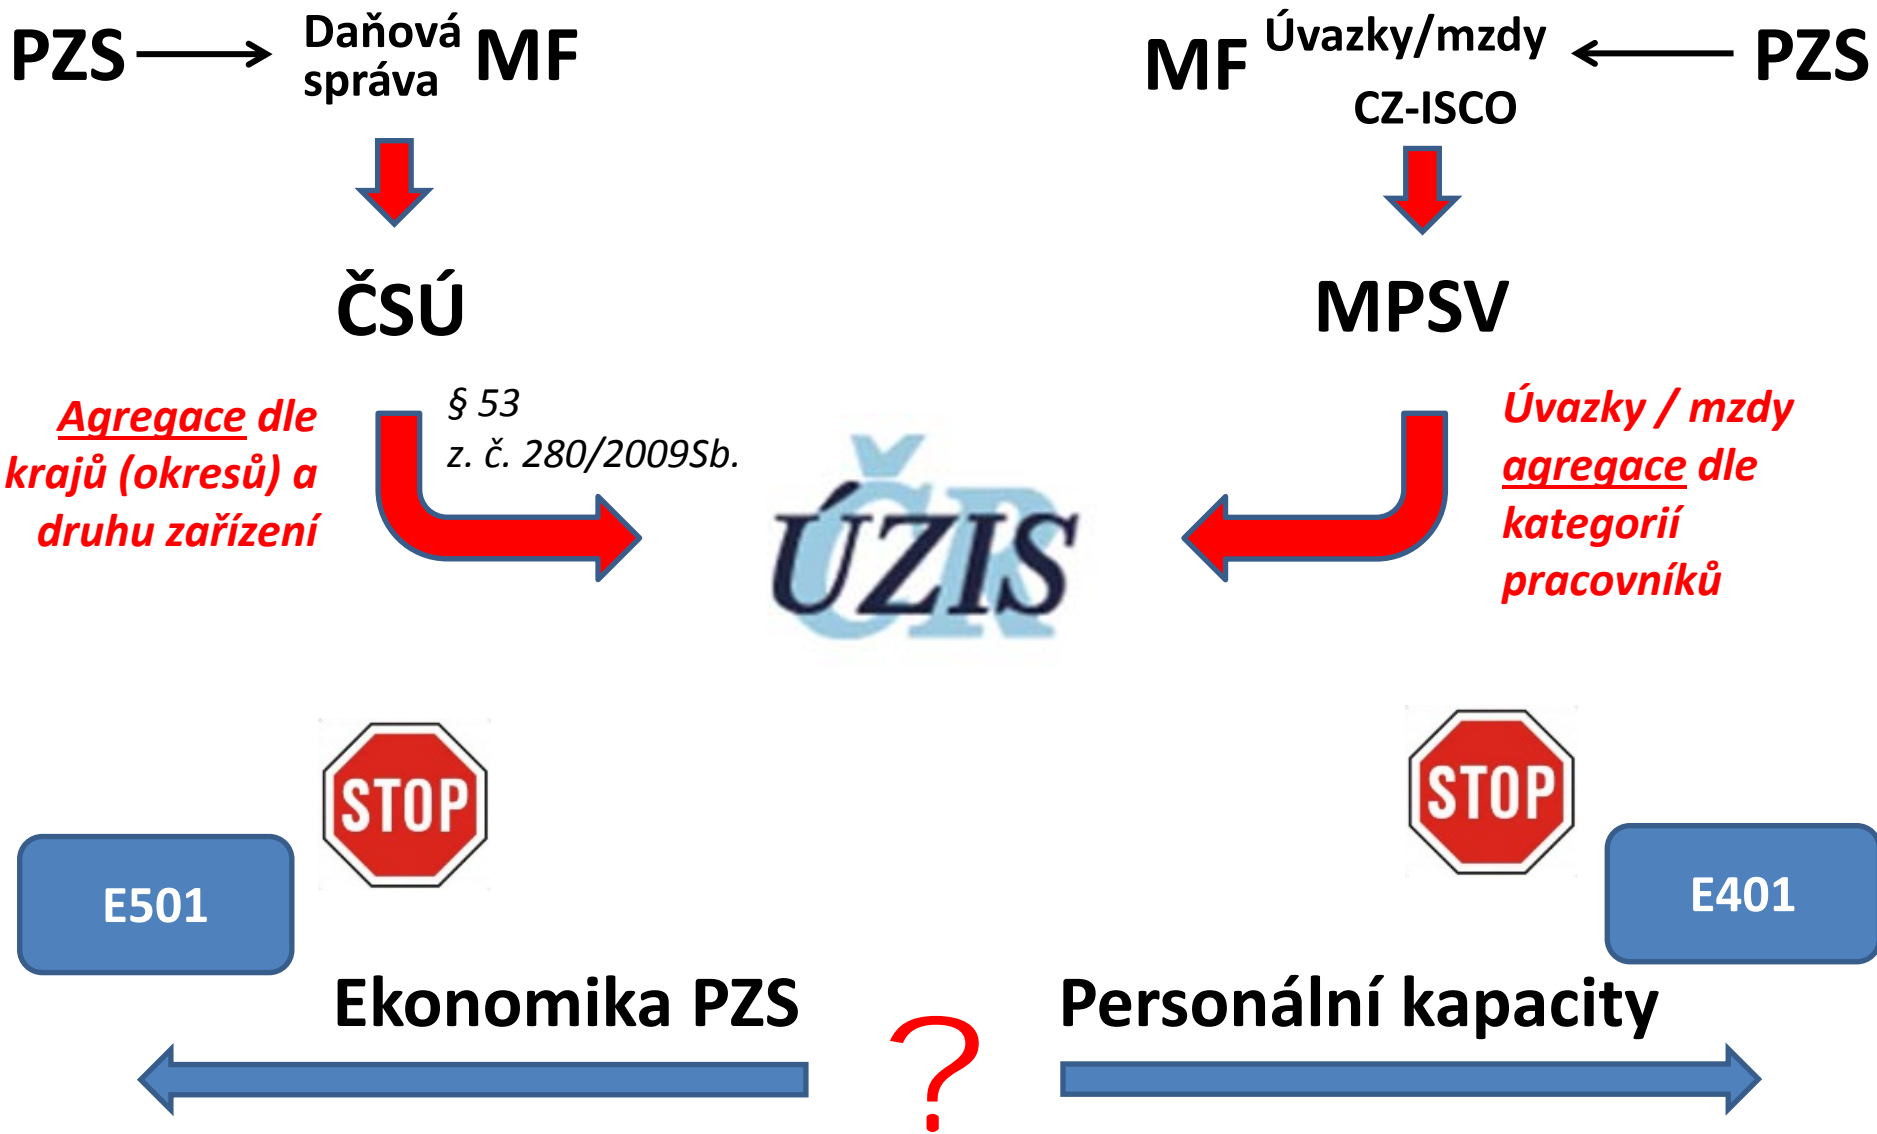 PZS
Daňová
správa
MF
MF
Úvazky/mzdy
CZ-ISCO
PZS
ČSÚ
MPSV
Agregace dle
krajů (okresů) a
druhu zařízení
§ 53
z. č. 280/2009Sb.
ČR
ÚZIS
Úvazky / mzdy
agregace dle
kategorií
pracovníků
STOP
STOP
E501
E401
Ekonomika PZS
?
Personální kapacity